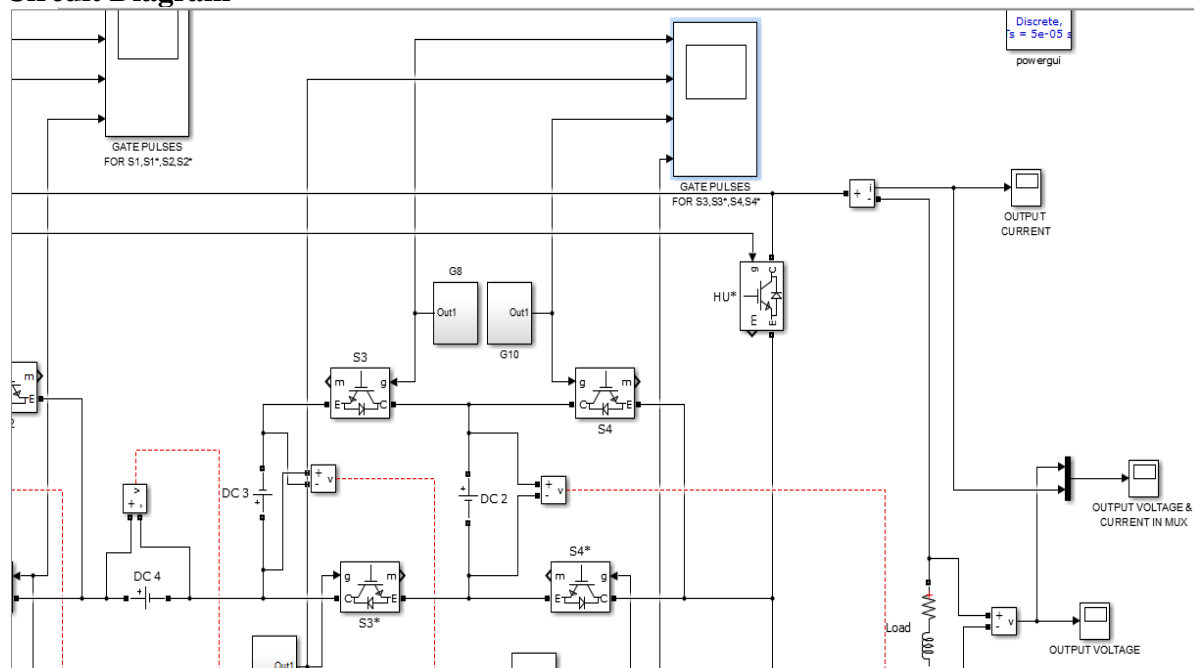 Discrete,
s = 5e-05 s
powergui
GATE PULSES
FOR S1,S1*,S2,S2*
GATE PULSES
FOR S3,S3*,S4,S4*
+
i
-
OUTPUT
CURRENT
g
C
HU*
E
E
G8
Out1
Out1
G10
S3
m
g
E
C
g
m
C
E
S4
m
E
DC 3
+
+
-
v
+
DC 2
+
-
v
v
+
-
DC 4
+
OUTPUT VOLTAGE &
CURRENT IN MUX
S4*
g
m
C
E
S3*
m
g
E
C
Load
+
-
v
OUTPUT VOLTAGE
Out1